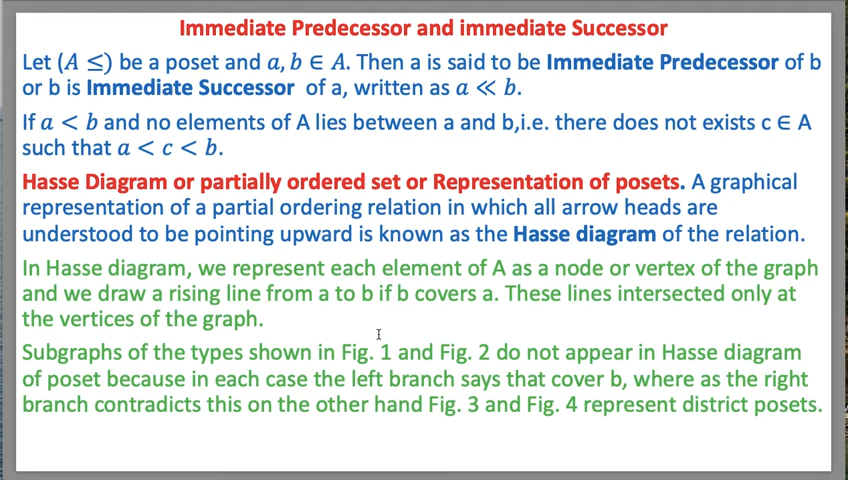 Immediate Predecessor and immediate Successor
Let (A ≤) be a poset and a, b ∈ A. Then a is said to be Immediate Predecessor of b
or b is Immediate Successor of a, written as a ≪ b.
If a < b and no elements of A lies between a and b,i.e. there does not exists c ∈ A
such that a < c < b.
Hasse Diagram or partially ordered set or Representation of posets. A graphical
representation of a partial ordering relation in which all arrow heads are
understood to be pointing upward is known as the Hasse diagram of the relation.
In Hasse diagram, we represent each element of A as a node or vertex of the graph
and we draw a rising line from a to b if b covers a. These lines intersected only at
the vertices of the graph.
Subgraphs of the types shown in Fig. 1 and Fig. 2 do not appear in Hasse diagram
of poset because in each case the left branch says that cover b, where as the right
branch contradicts this on the other hand Fig. 3 and Fig. 4 represent district posets.